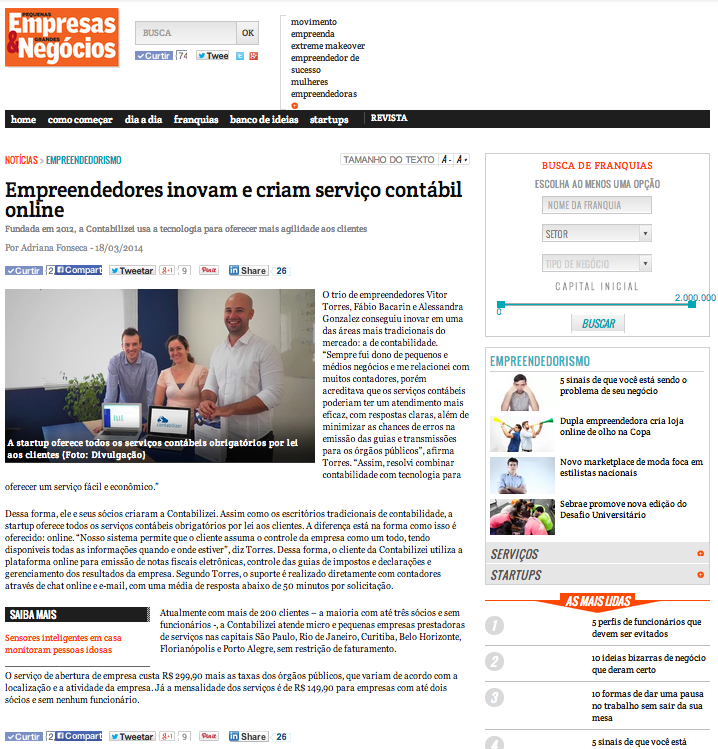 PEQUENAS
Empresas
& GRANDES
Negócios
BUSCA
OK
Curtir
74
Twee
movimento
empreenda
extreme makeover
empreendedor de
sucesso
mulheres
empreendedoras
home
como começar
dia a dia
franquias
banco de ideias
startups
REVISTA
NOTÍCIAS » EMPREENDEDORISMO
TAMANHO DO TEXTO A - A +
Empreendedores inovam e criam serviço contábil
online
Fundada em 2012, a Contabilizei usa a tecnologia para oferecer mais agilidade aos clientes
Por Adriana Fonseca - 18/03/2014
Curtir 2 Compart Tweetar +1 9 Pin it Share 26
O trio de empreendedores Vitor
Torres, Fábio Bacarin e Alessandra
Gonzalez conseguiu inovar em uma
das áreas mais tradicionais do
mercado: a de contabilidade.
“Sempre fui dono de pequenos e
médios negócios e me relacionei com
muitos contadores, porém
acreditava que os serviços contábeis
poderiam ter um atendimento mais
eficaz, com respostas claras, além de
minimizar as chances de erros na
emissão das guias e transmissões
para os órgãos públicos”, afirma
Torres. “Assim, resolvi combinar
contabilidade com tecnologia para
oferecer um serviço fácil e econômico.”
contabilizei
A startup oferece todos os serviços contábeis obrigatórios por lei
aos clientes (Foto: Divulgação)
Dessa forma, ele e seus sócios criaram a Contabilizei. Assim como os escritórios tradicionais de contabilidade, a
startup oferece todos os serviços contábeis obrigatórios por lei aos clientes. A diferença está na forma como isso é
oferecido: online. “Nosso sistema permite que o cliente assuma o controle da empresa como um todo, tendo
disponíveis todas as informações quando e onde estiver”, diz Torres. Dessa forma, o cliente da Contabilizei utiliza a
plataforma online para emissão de notas fiscais eletrônicas, controle das guias de impostos e declarações e
gerenciamento dos resultados da empresa. Segundo Torres, o suporte é realizado diretamente com contadores
através de chat online e e-mail, com uma média de resposta abaixo de 50 minutos por solicitação.
SAIBA MAIS
Sensores inteligentes em casa
monitoram pessoas idosas
Atualmente com mais de 200 clientes – a maioria com até três sócios e sem
funcionários -, a Contabilizei atende micro e pequenas empresas prestadoras
de serviços nas capitais São Paulo, Rio de Janeiro, Curitiba, Belo Horizonte,
Florianópolis e Porto Alegre, sem restrição de faturamento.
O serviço de abertura de empresa custa R$ 299,90 mais as taxas dos órgãos públicos, que variam de acordo com a
localização e a atividade da empresa. Já a mensalidade dos serviços é de R$ 149,90 para empresas com até dois
sócios e sem nenhum funcionário.
Curtir 2 Compart Tweetar +1 9 Pin it Share 26
BUSCA DE FRANQUIAS
ESCOLHA AO MENOS UMA OPÇÃO
NOME DA FRANQUIA
SETOR
TIPO DE NEGÓCIO
CAPITAL INICIAL
2.000.000
0
BUSCAR
EMPREENDEDORISMO
5 sinais de que você está sendo o
problema de seu negócio
Dupla empreendedora cria loja
online de olho na Copa
Novo marketplace de moda foca em
estilistas nacionais
Sebrae promove nova edição do
Desafio Universitário
SERVIÇOS
STARTUPS
AS MAIS LIDAS
1
5 perfis de funcionários que
devem ser evitados
2
10 ideias bizarras de negócio
que deram certo
3
10 formas de dar uma pausa
no trabalho sem sair da sua
mesa
4
5 sinais de que você está